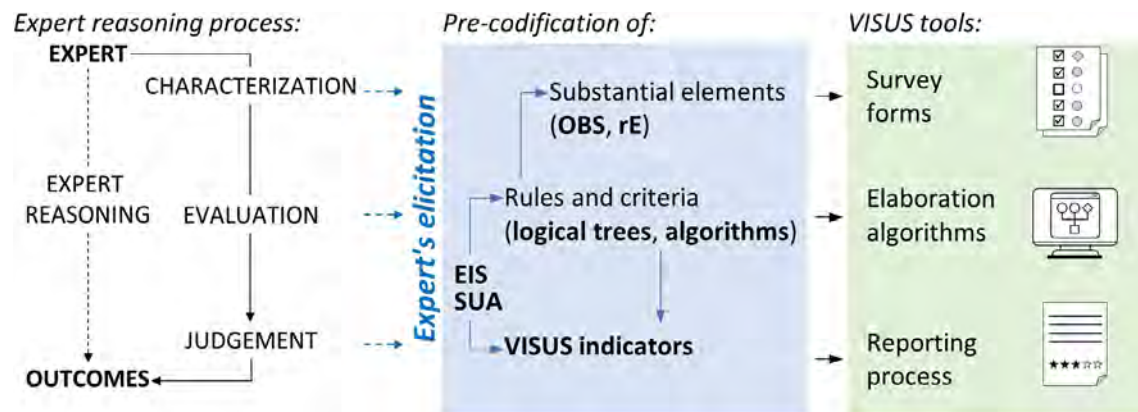 Expert reasoning process:
EXPERT
CHARACTERIZATION
EXPERT
REASONING
EVALUATION
JUDGEMENT
OUTCOMES
Expert's elicitation
Pre-codification of:
Substantial elements
(OBS, rE)
Rules and criteria
(logical trees, algorithms)
EIS
SUA
VISUS indicators
VISUS tools:
Survey
forms
Elaboration
algorithms
Reporting
process